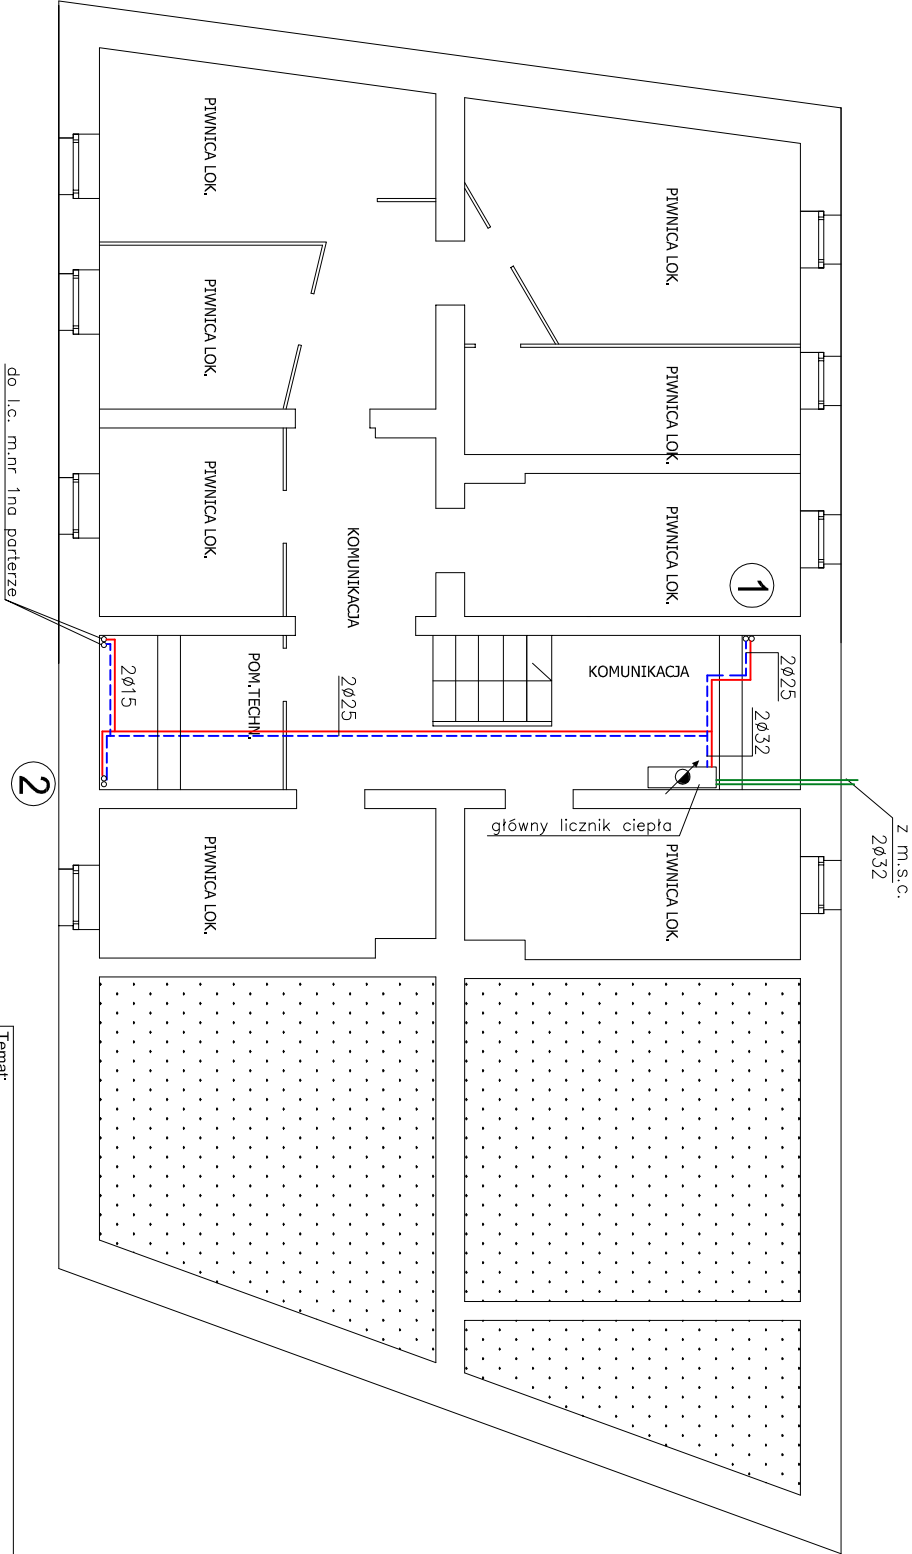 PIWNICA LOK.
PIWNICA LOK.
PIWNICA LOK.
PIWNICA LOK.
PIWNICA LOK.
PIWNICA LOK.
KOMUNIKACJA
1
KOMUNIKACJA
2ø25
2ø32
POM.TECHN.
2ø15
2ø25
do l.c. m.nr 1na parterze
2
główny licznik ciepła
z m.s.c.
2ø32
PIWNICA LOK.
PIWNICA LOK.
Temat: